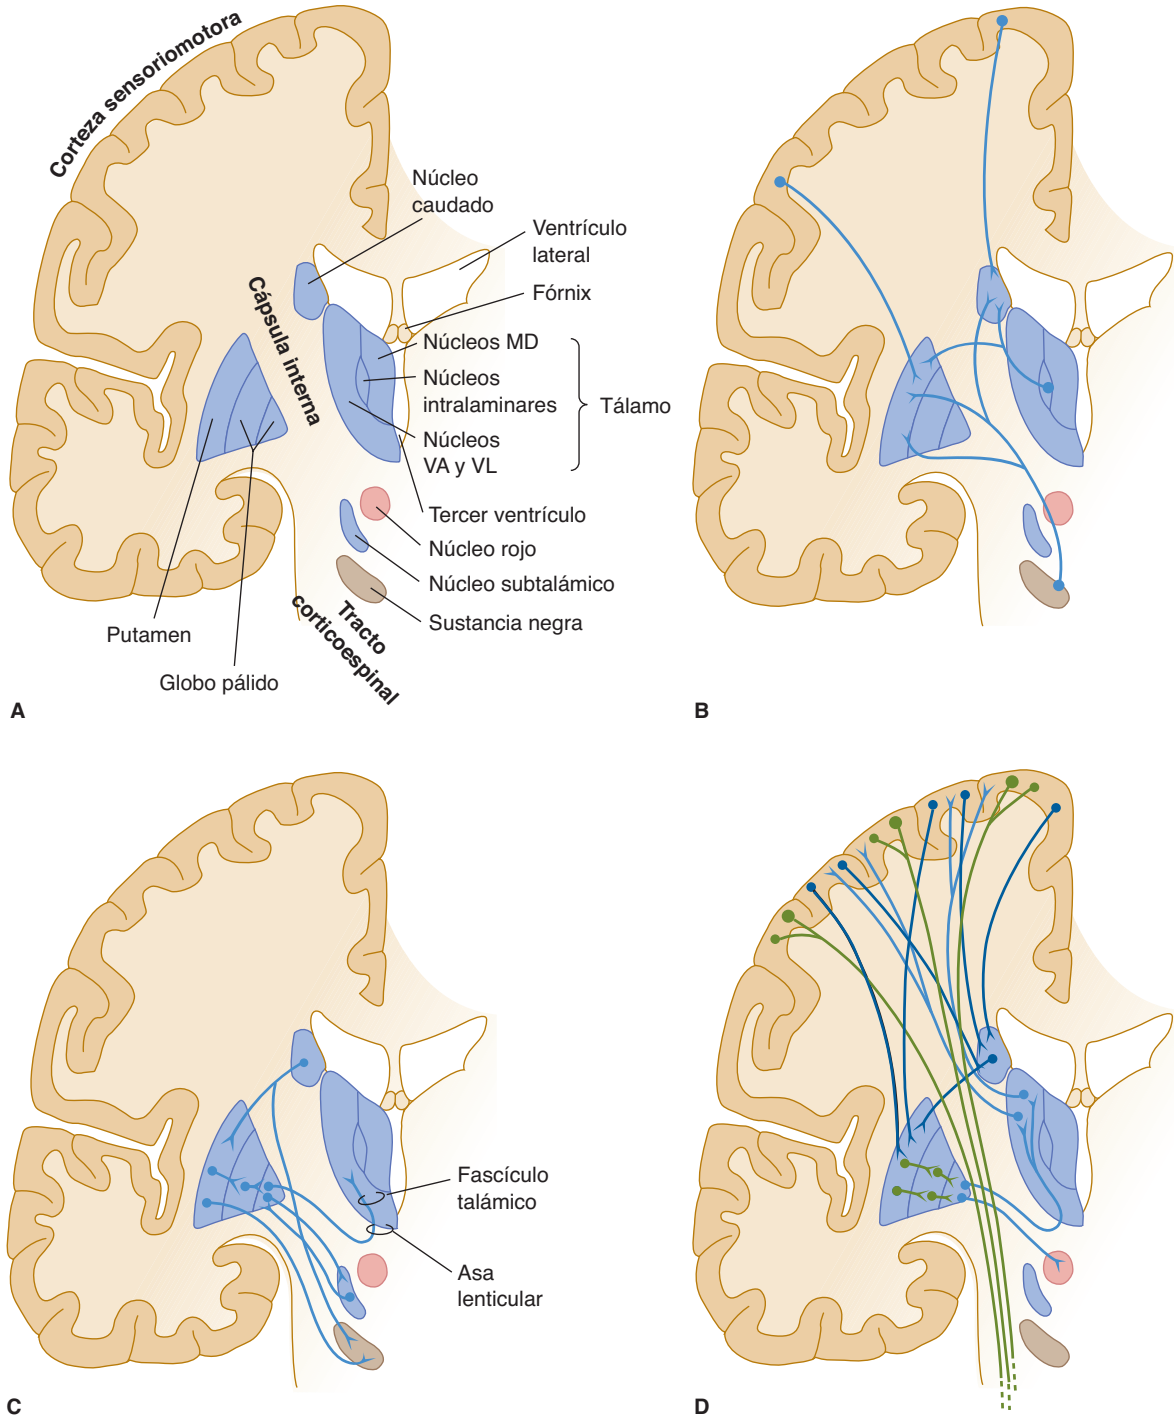 Corteza sensoriomotora
Núcleo
caudado
Ventrículo
lateral
Fórnix
Cápsula interna
Núcleos MD
Núcleos
intralaminares
Tálamo
Núcleos
VA y VL
Tercer ventrículo
Núcleo rojo
Núcleo subtalámico
Sustancia negra
Tracto
corticoespinal
Putamen
Globo pálido
A
B
Fascículo
talámico
Asa
lenticular
C
D